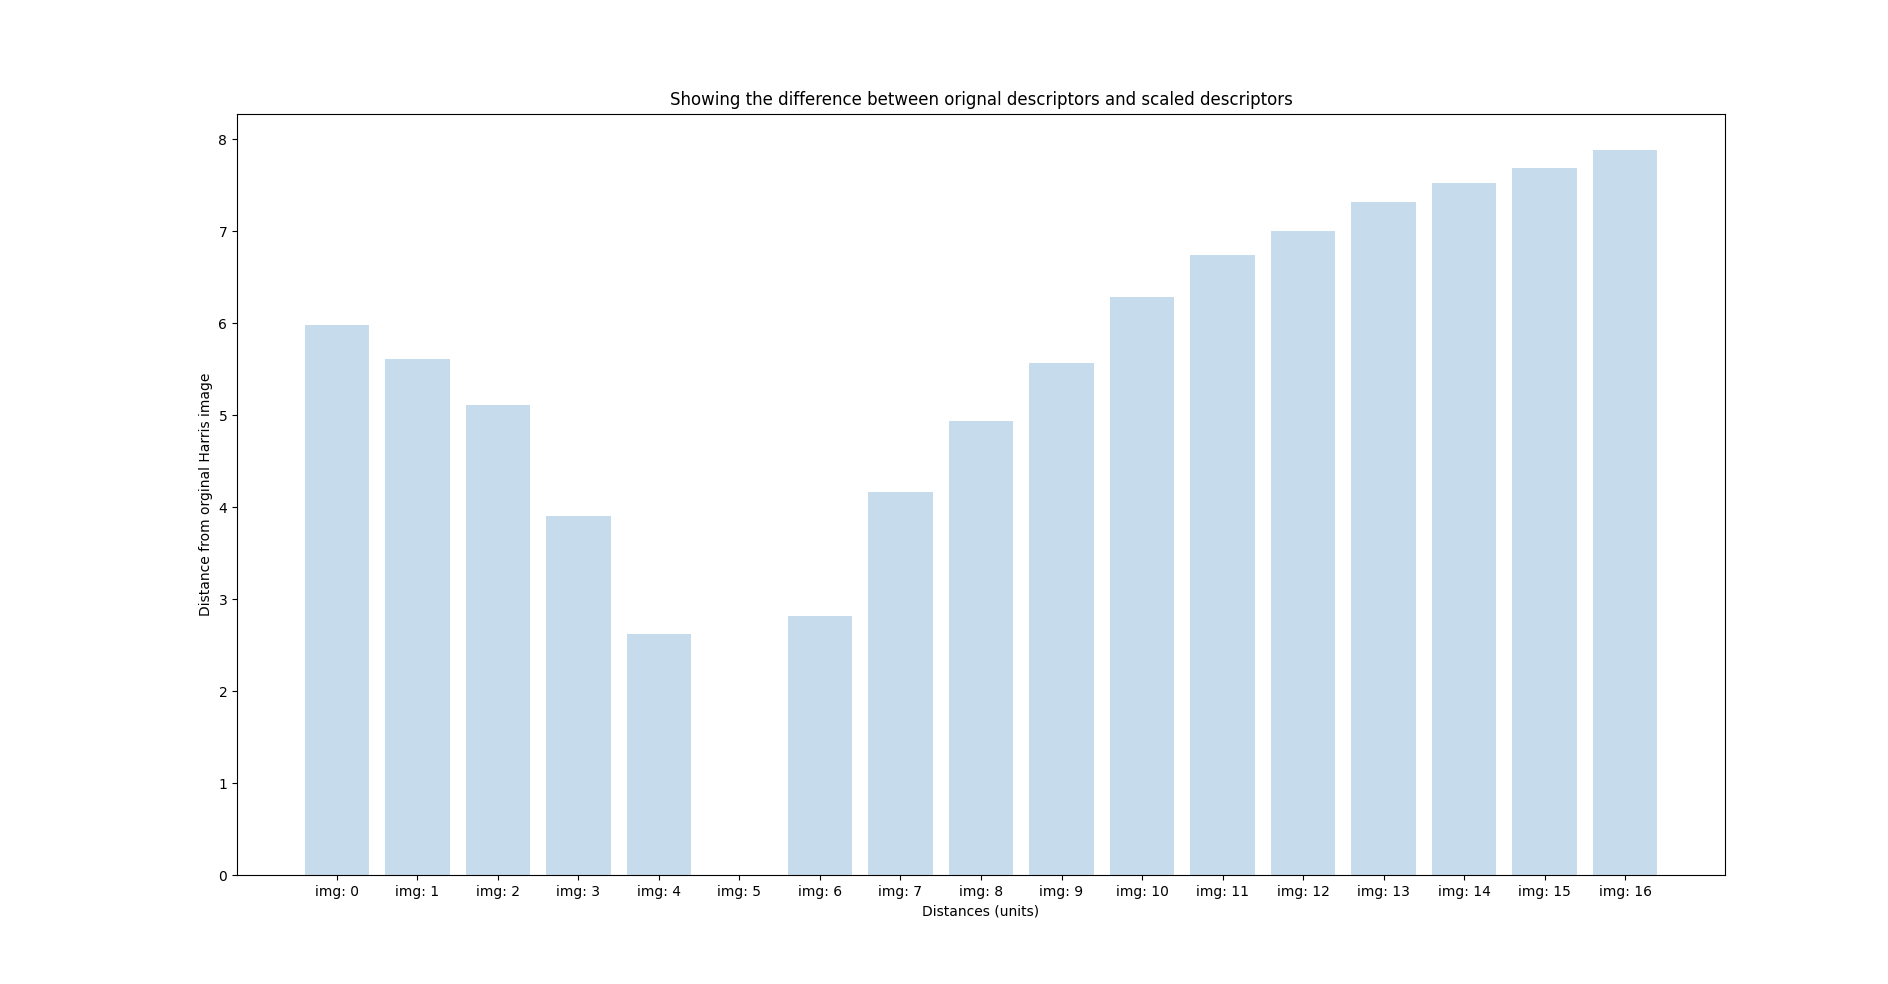 Showing the difference between orignal descriptors and scaled descriptors
Distance from orginal Harris image
8
7
6
5
4
3
2
1
0
img: 0 img: 1 img: 2 img: 3 img: 4 img: 5 img: 6 img: 7 img: 8 img: 9 img: 10 img: 11 img: 12 img: 13 img: 14 img: 15 img: 16
Distances (units)